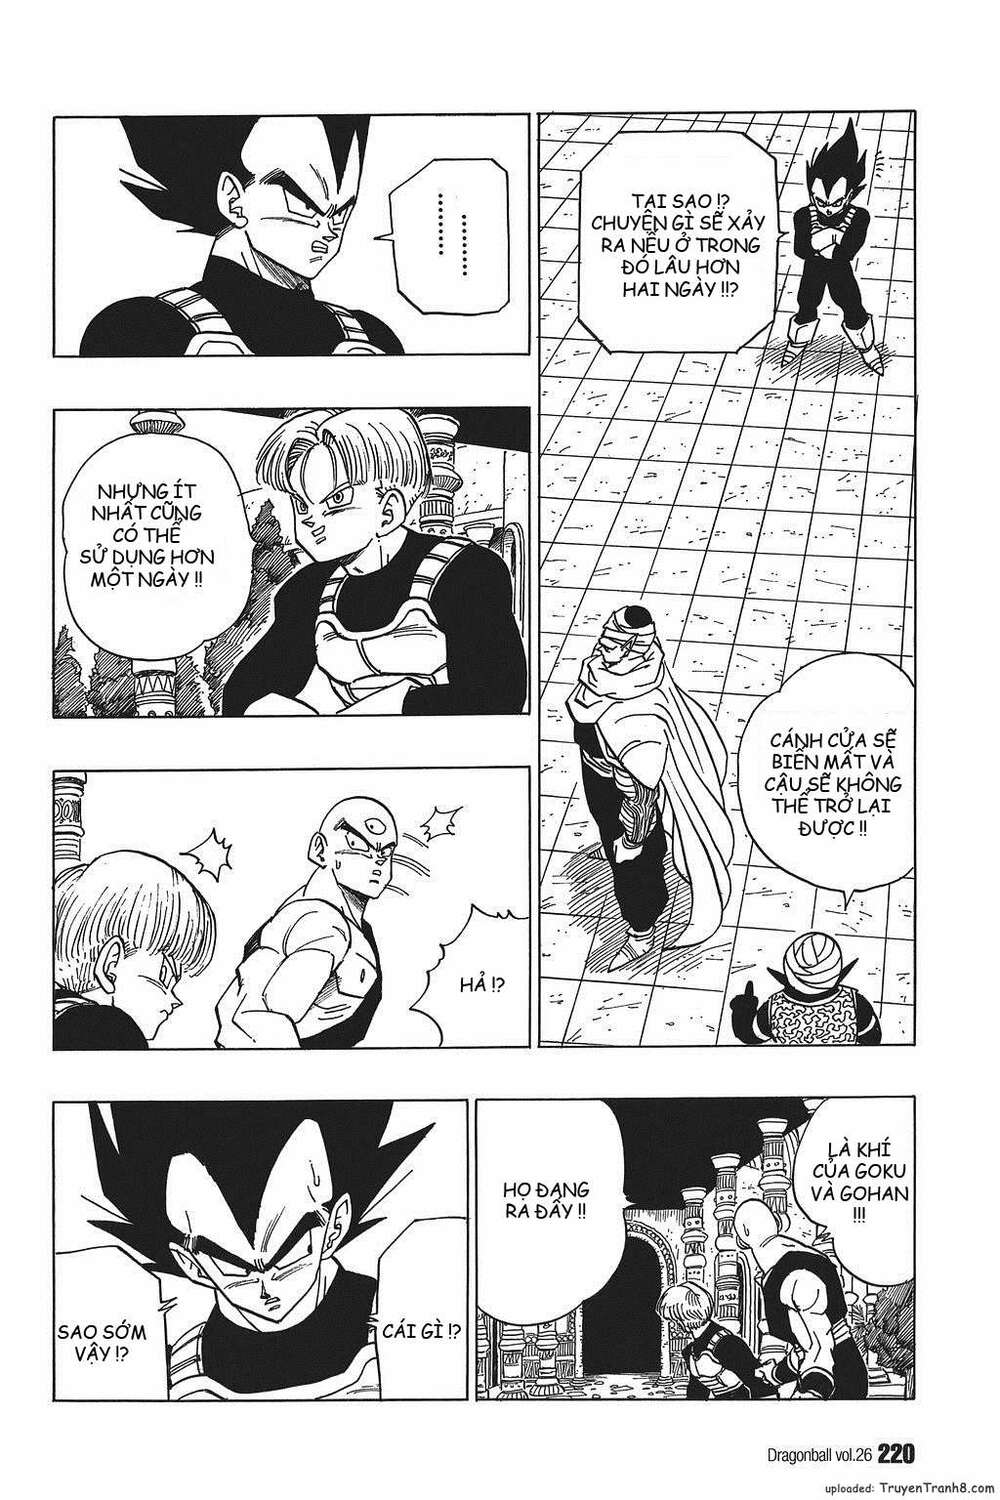 TẠI SAO !?
CHUYỆN GÌ SẼ XẢY
RA NẾU Ở TRONG
ĐÓ LÂU HƠN
HAI NGÀY !!?
CÁNH CỬA SẼ
BIẾN MẤT VÀ
CẬU SẼ KHÔNG
THỂ TRỞ LẠI
ĐƯỢC !!
........
........
NHƯNG ÍT
NHẤT CŨNG
CÓ THỂ
SỬ DỤNG HƠN
MỘT NGÀY !!
HẢ !?
LÀ KHÍ
CỦA GOKU
VÀ GOHAN
!!!
HỌ ĐANG
RA ĐẤY !!
CÁI GÌ !?
SAO SỚM
VẬY !?
Dragonball vol.26 220
uploaded: TruyenTranh8.com